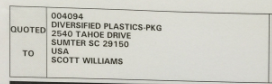 QUOTED TO
004094
DIVERSIFIED PLASTICS-PKG
2540 TAHOE DRIVE
SUMTER SC 29150
USA
SCOTT WILLIAMS